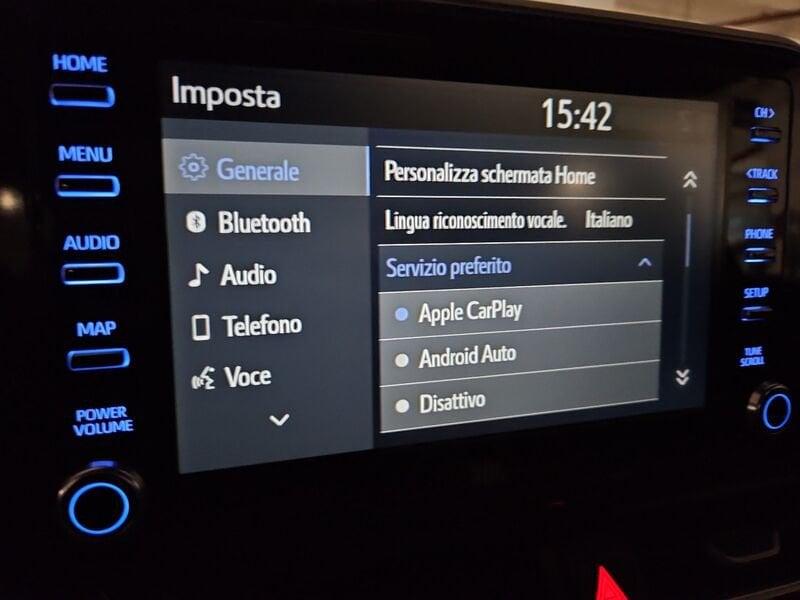 HOME
MENU
AUDIO
MAP
POWER
VOLUME
Imposta
15:42
Generale
Bluetooth
Audio
Telefono
Voce
Personalizza schermata Home
Lingua riconoscimento vocale. Italiano
Servizio preferito
Apple CarPlay
Android Auto
Disattivo
CH>
<TRACK
PHONE
SETUP
TUNE
SCROLL